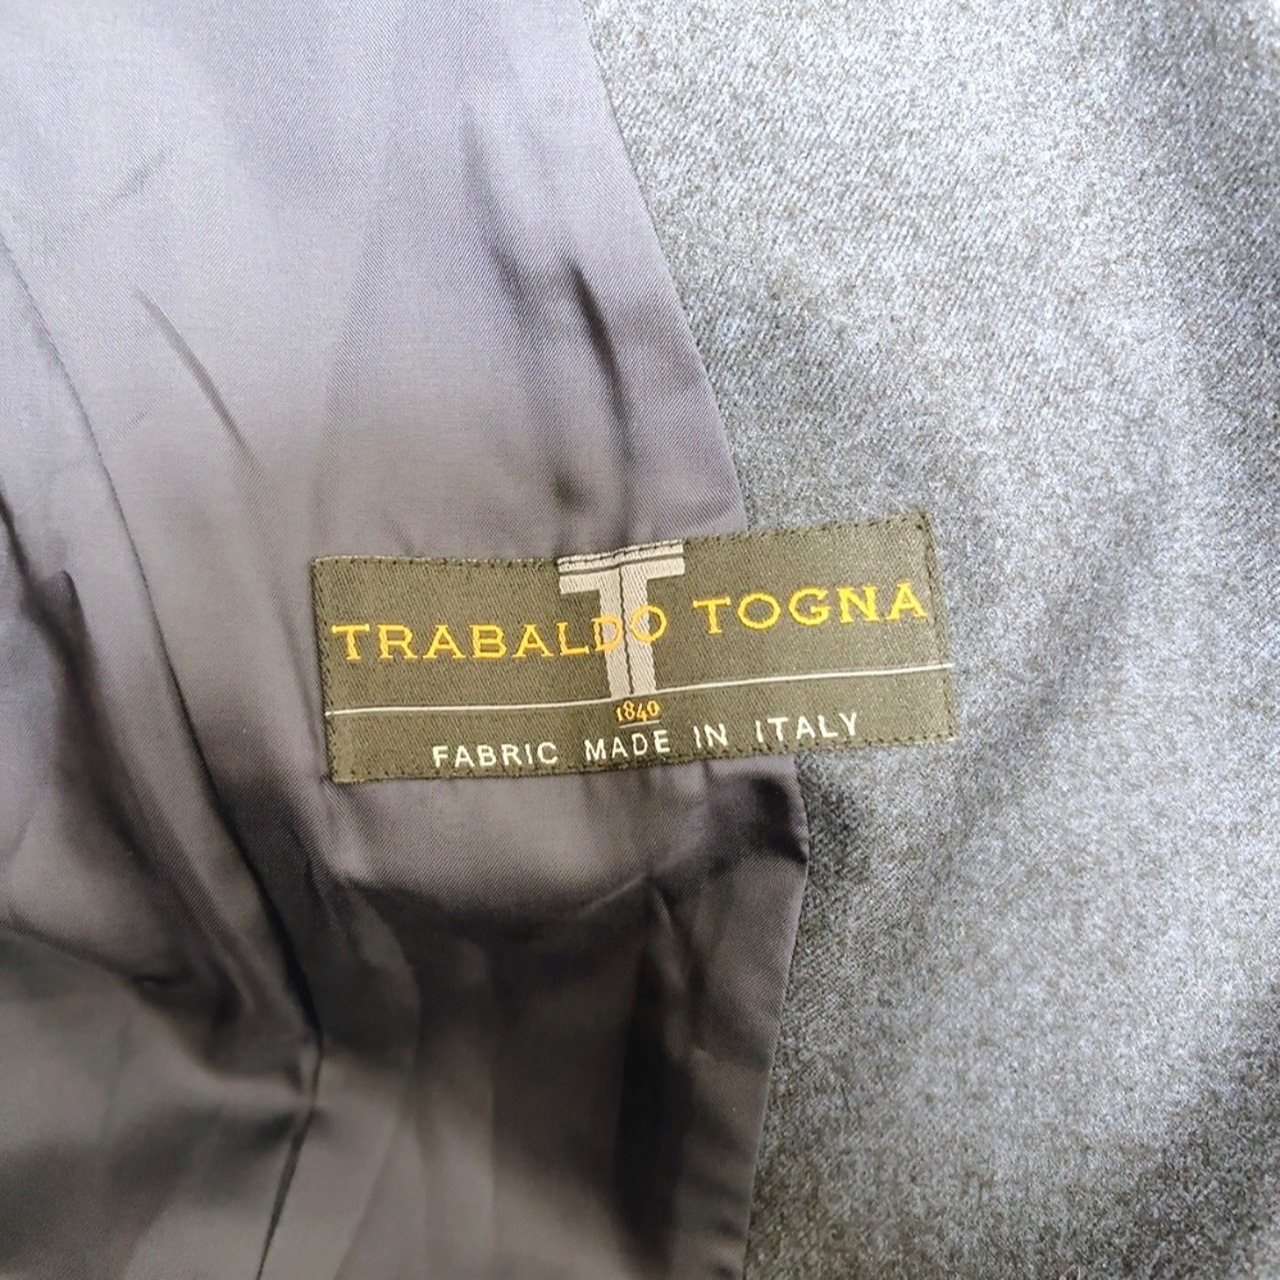 T
TRABALDO TOGNA
1840
FABRIC MADE IN ITALY